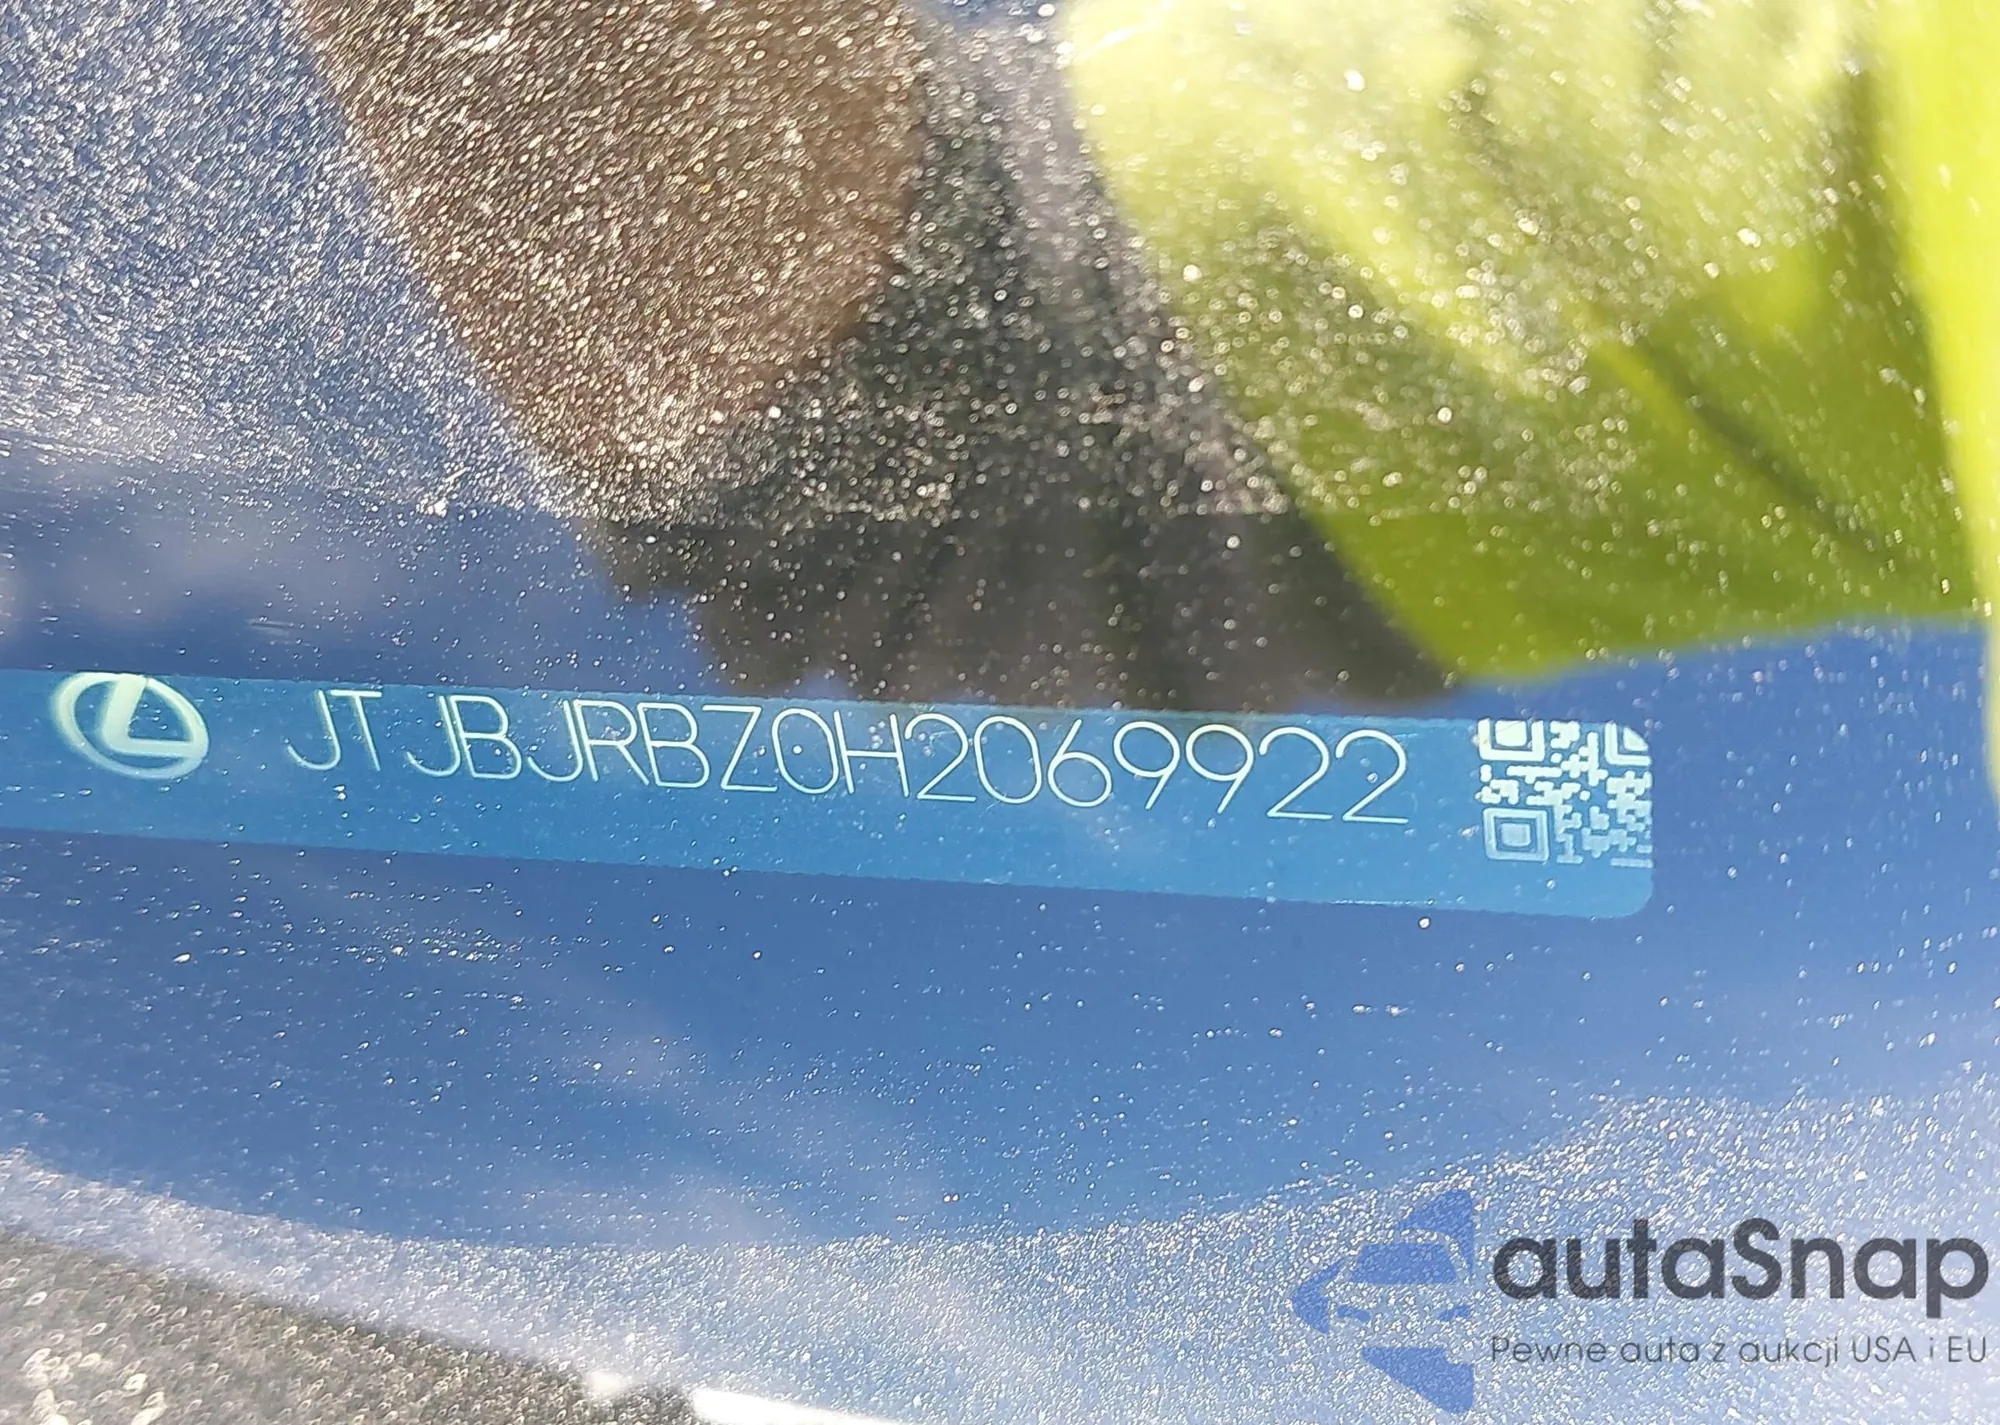 JTJBJRBZ0H2069922
autaSnap
Pewne auta z aukcji USA i EU